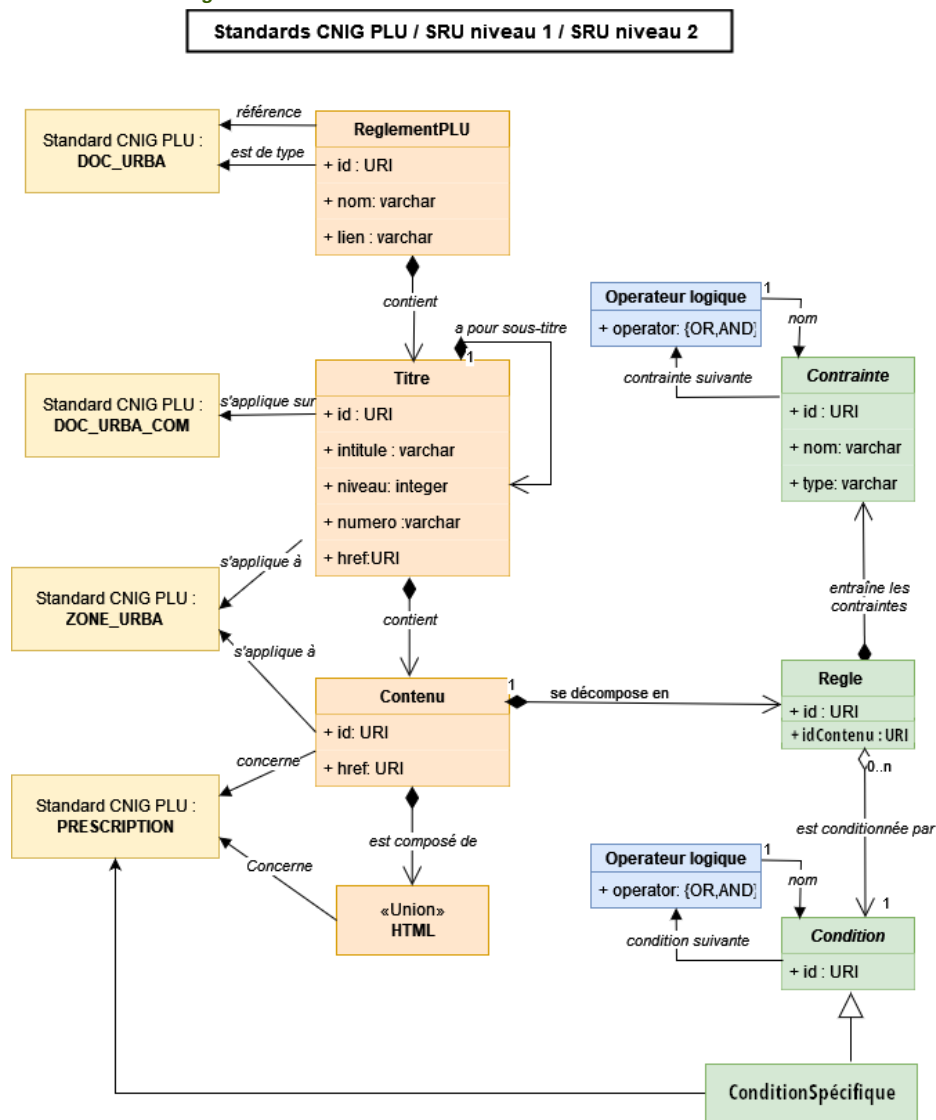 Standards CNIG PLU / SRU niveau 1 / SRU niveau 2
Standard CNIG PLU :
DOC_URBA
référence
est de type
ReglementPLU
+ id : URI
+ nom: varchar
+ lien : varchar
contient
a pour sous-titre
1
Titre
+ id : URI
+ intitule : varchar
+ niveau: integer
+ numero :varchar
+ href:URI
Standard CNIG PLU :
DOC_URBA_COM
s'applique sur
Standard CNIG PLU :
ZONE_URBA
s'applique à
s'applique à
contient
Contenu
+ id: URI
+ href: URI
1
se décompose en
Standard CNIG PLU :
PRESCRIPTION
concerne
Concerne
est composé de
«Union»
HTML
Operateur logique
+ operator: {OR,AND}
1
nom
contrainte suivante
Contrainte
+ id : URI
+ nom: varchar
+ type: varchar
entraîne les
contraintes
Regle
+ id : URI
+ idContenu : URI
0..n
est conditionnée par
1
Operateur logique
+ operator: {OR,AND}
1
nom
condition suivante
Condition
+ id : URI
ConditionSpécifique